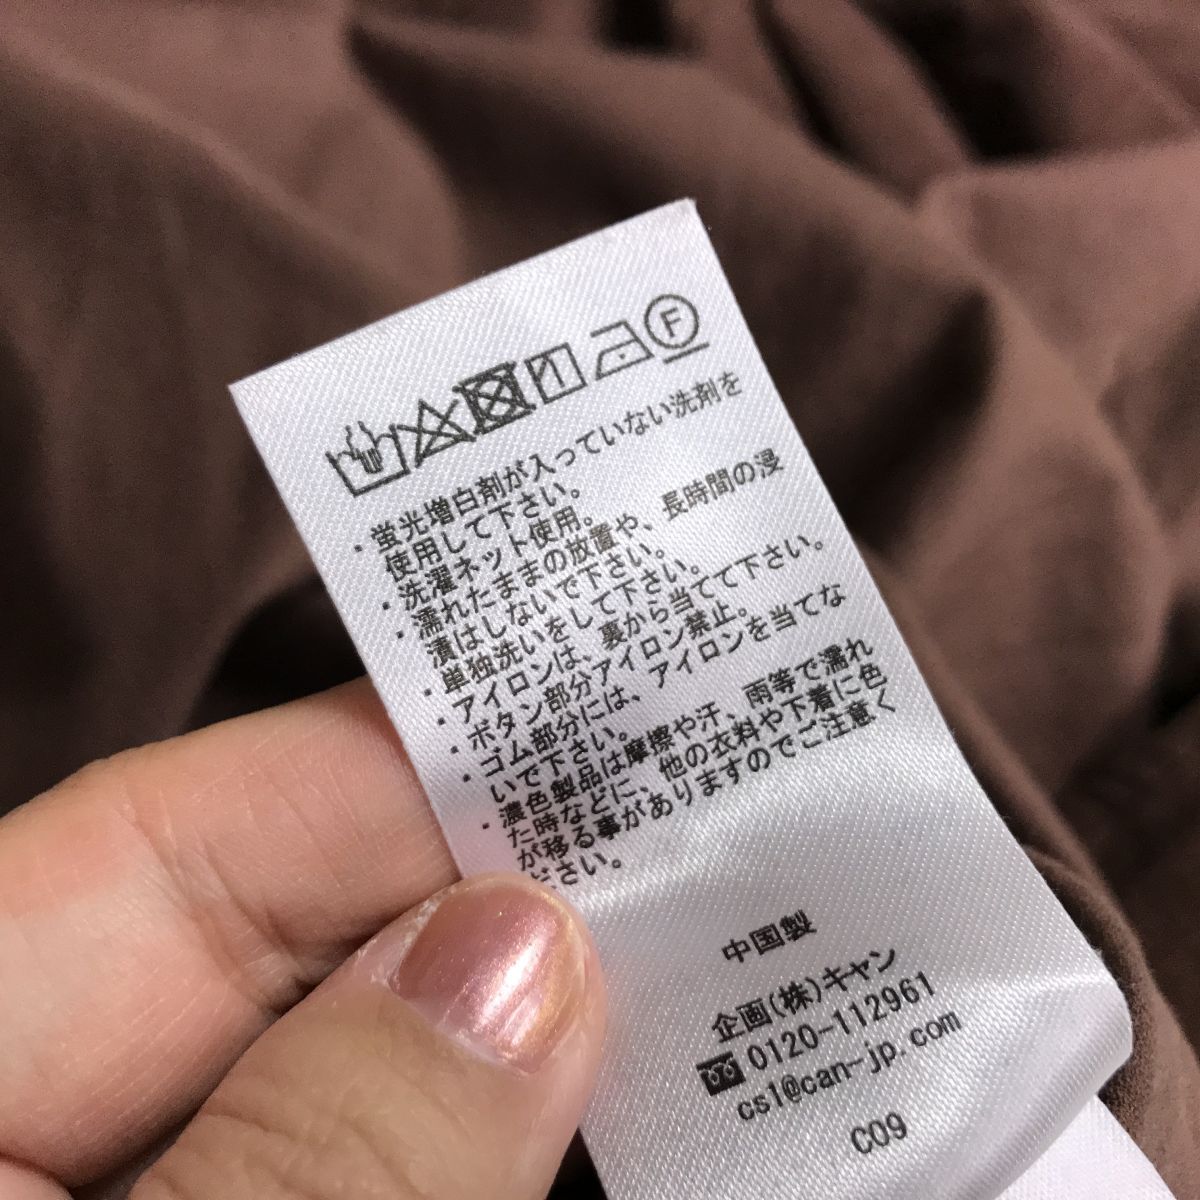 F
・蛍光増白剤が入っていない洗剤を
使用して下さい。
・洗濯ネット使用。
・濡れたままの放置や、長時間の浸
漬はしないで下さい。
・単独洗いをして下さい。
・アイロンは、裏から当てて下さい。
・ボタン部分アイロン禁止。
・ゴム部分には、アイロンを当てな
いで下さい。
・濃色製品は摩擦や汗、雨等で濡れ
た時などに、他の衣料や下着に色
が移る事がありますのでご注意く
ださい。
中国製
企画(株)キャン
0120-112961
cs1@can-jp.com
C09